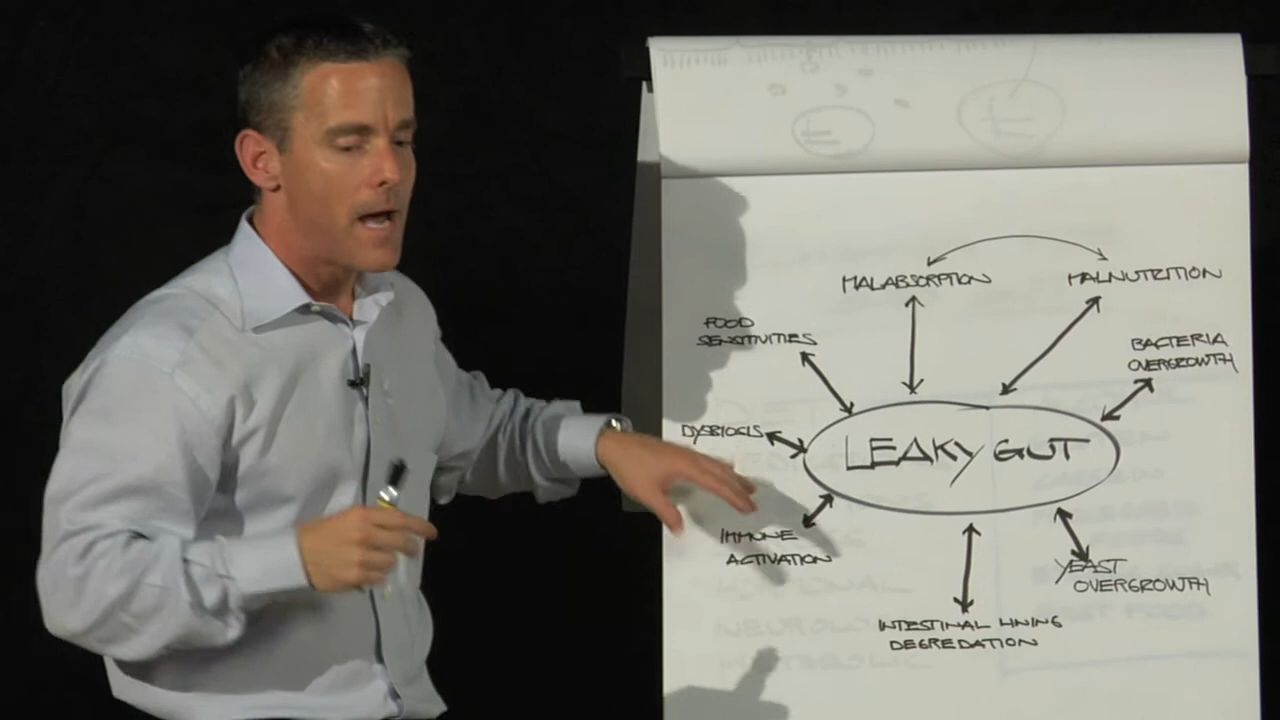 MALABSORPTION
MALNUTRITION
FOOD
SENSITIVITIES
BACTERIA
OVERGROWTH
DYSBIOSIS
LEAKY GUT
IMMUNE
ACTIVATION
YEAST
OVERGROWTH
INTESTINAL LINING
DEGREDATION